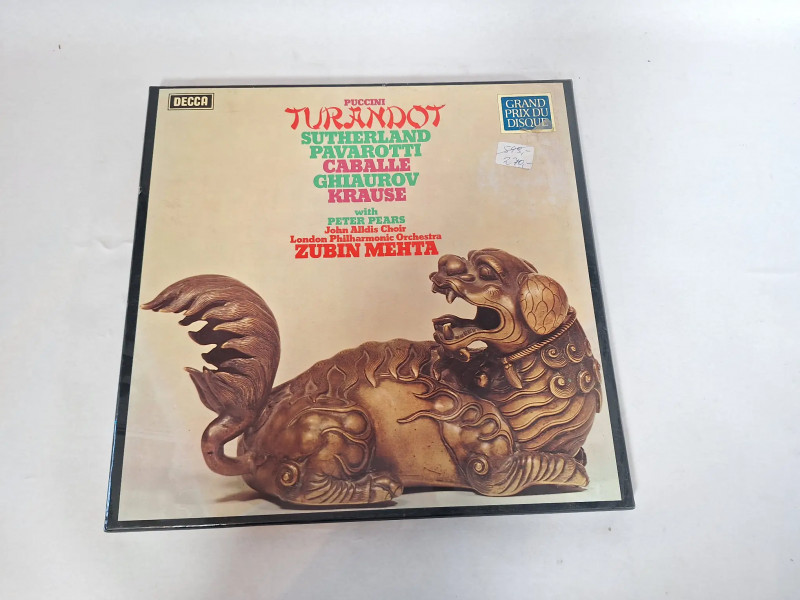 DECCA
PUCCINI
TURANDOT
SUTHERLAND
PAVAROTTI
CABALLE
GHIAUROV
KRAUSE
with
PETER PEARS
John Alldis Choir
London Philharmonic Orchestra
ZUBIN MEHTA
GRAND
PRIX DU
DISQUE